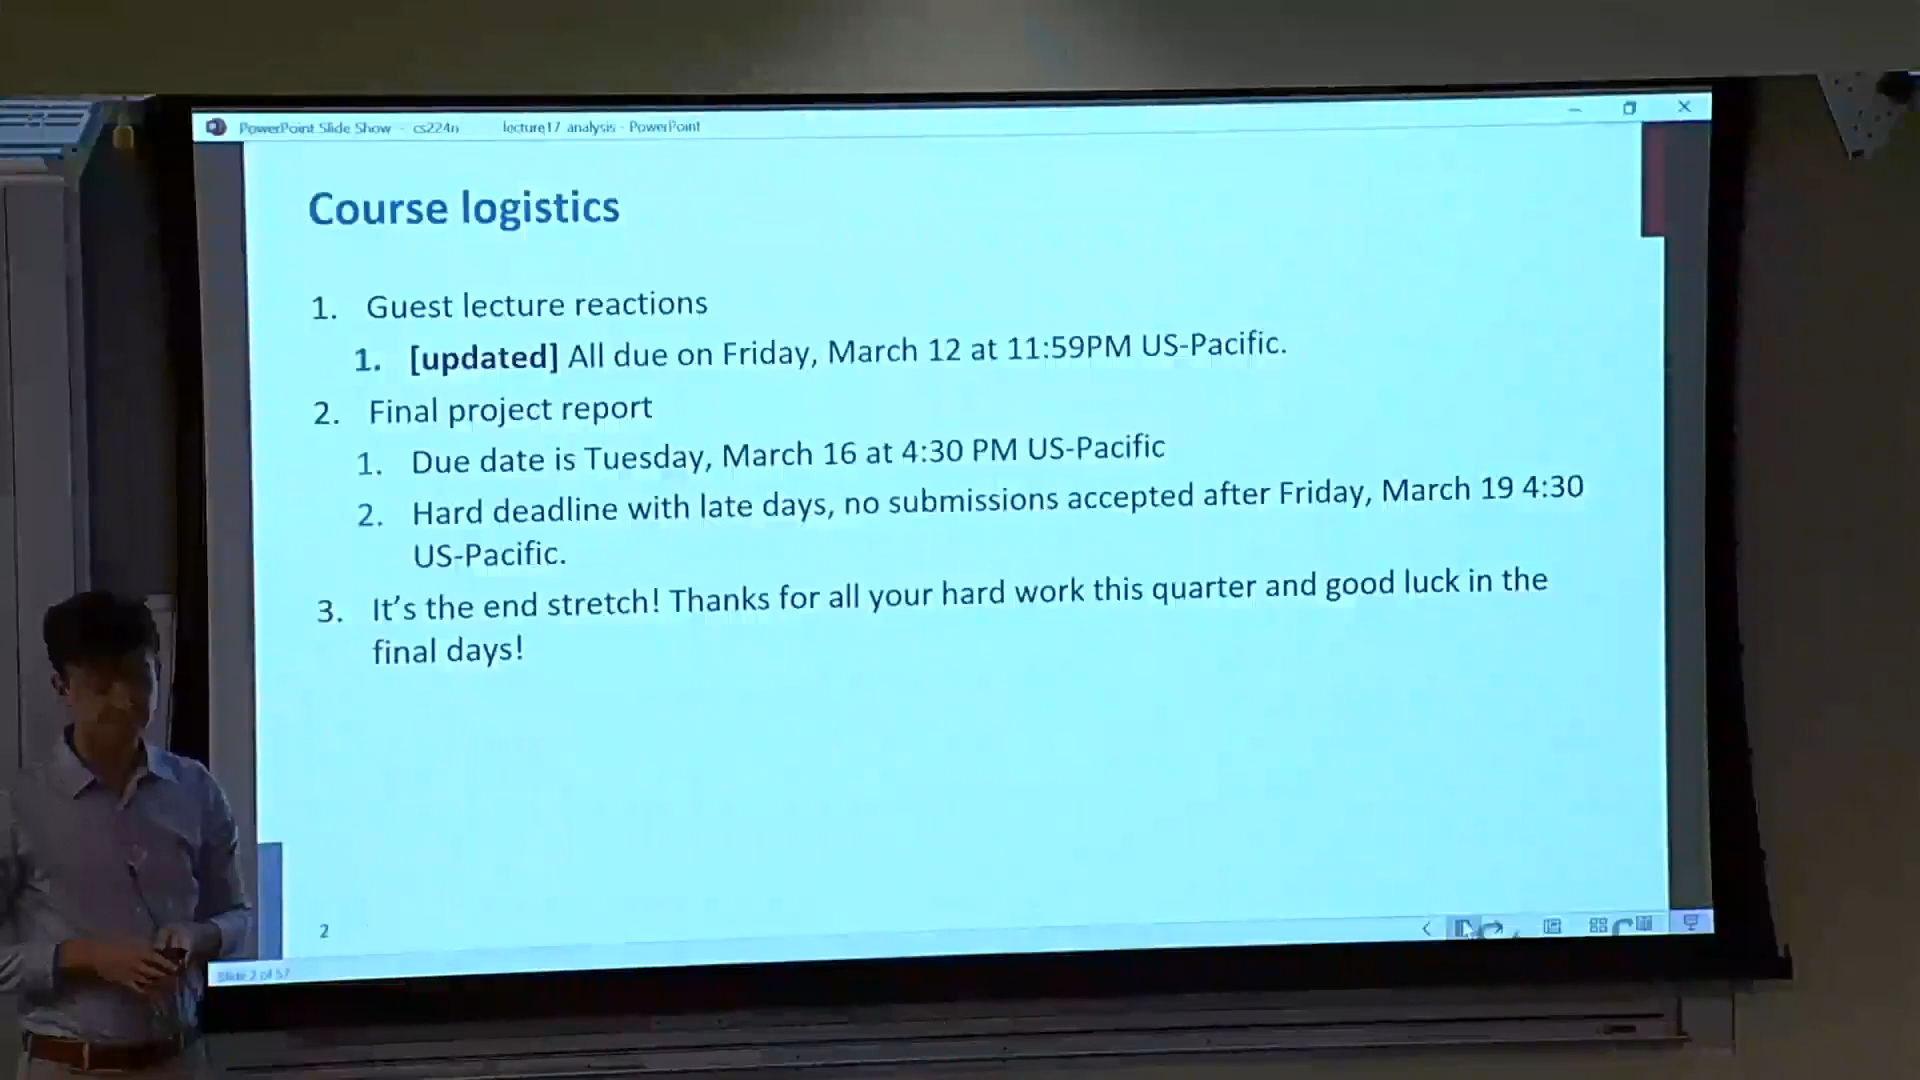 PowerPoint Slide Show - cs224n lecture17 analysis - PowerPoint
Course logistics
1. Guest lecture reactions
1. [updated] All due on Friday, March 12 at 11:59PM US-Pacific.
2. Final project report
1. Due date is Tuesday, March 16 at 4:30 PM US-Pacific
2. Hard deadline with late days, no submissions accepted after Friday, March 19 4:30
US-Pacific.
3. It's the end stretch! Thanks for all your hard work this quarter and good luck in the
final days!
2
Slide 2 of 57